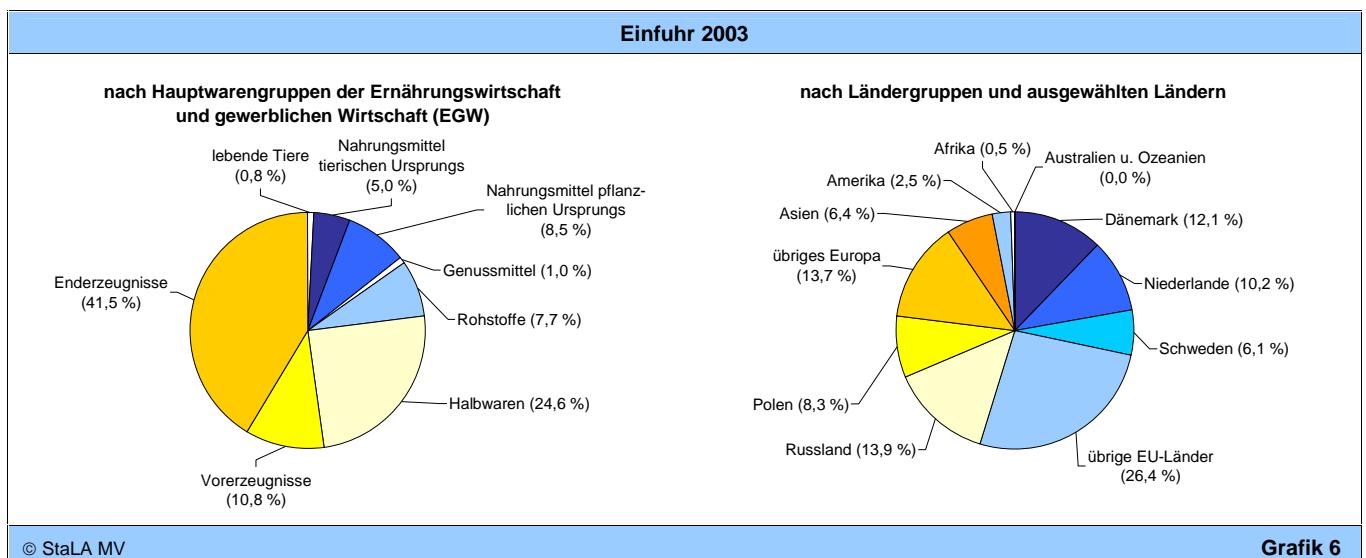 Einfuhr 2003
nach Hauptwarengruppen der Ernährungswirtschaft
und gewerblichen Wirtschaft (EGW)
lebende Tiere
(0,8 %)
Nahrungsmittel
tierischen Ursprungs
(5,0 %)
Nahrungsmittel pflanz-
lichen Ursprungs
(8,5 %)
Genussmittel (1,0 %)
Rohstoffe (7,7 %)
Halbwaren (24,6 %)
Vorerzeugnisse
(10,8 %)
Enderzeugnisse
(41,5 %)
nach Ländergruppen und ausgewählten Ländern
Afrika (0,5 %)
Australien u. Ozeanien
(0,0 %)
Amerika (2,5 %)
Asien (6,4 %)
Dänemark (12,1 %)
übriges Europa
(13,7 %)
Niederlande (10,2 %)
Schweden (6,1 %)
Polen (8,3 %)
Russland (13,9 %)
übrige EU-Länder
(26,4 %)
© StaLA MV
Grafik 6